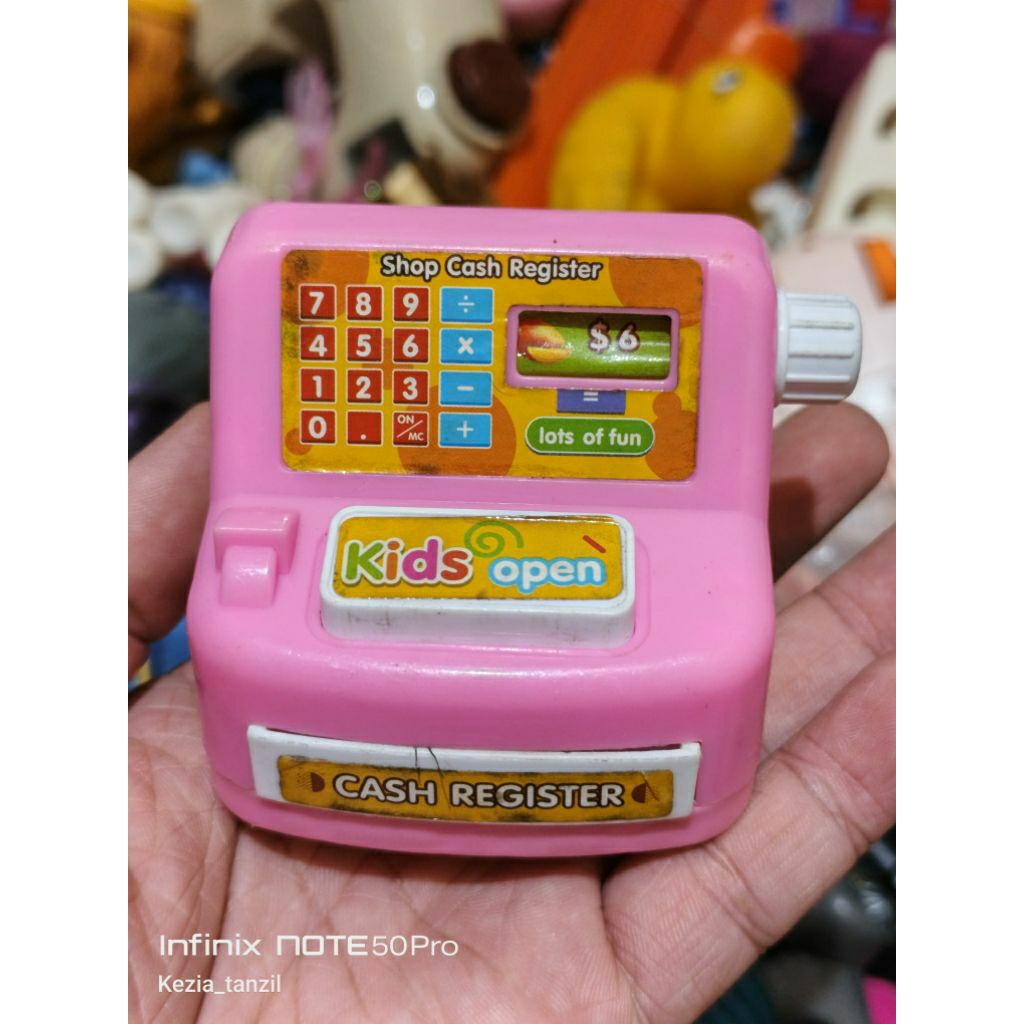 Shop Cash Register
7 8 9 ÷
$6
4 5 6 ×
1 2 3 −
=
0 . ON/MC +
lots of fun
Kids open
CASH REGISTER
Infinix NOTE50Pro
Kezia_tanzil